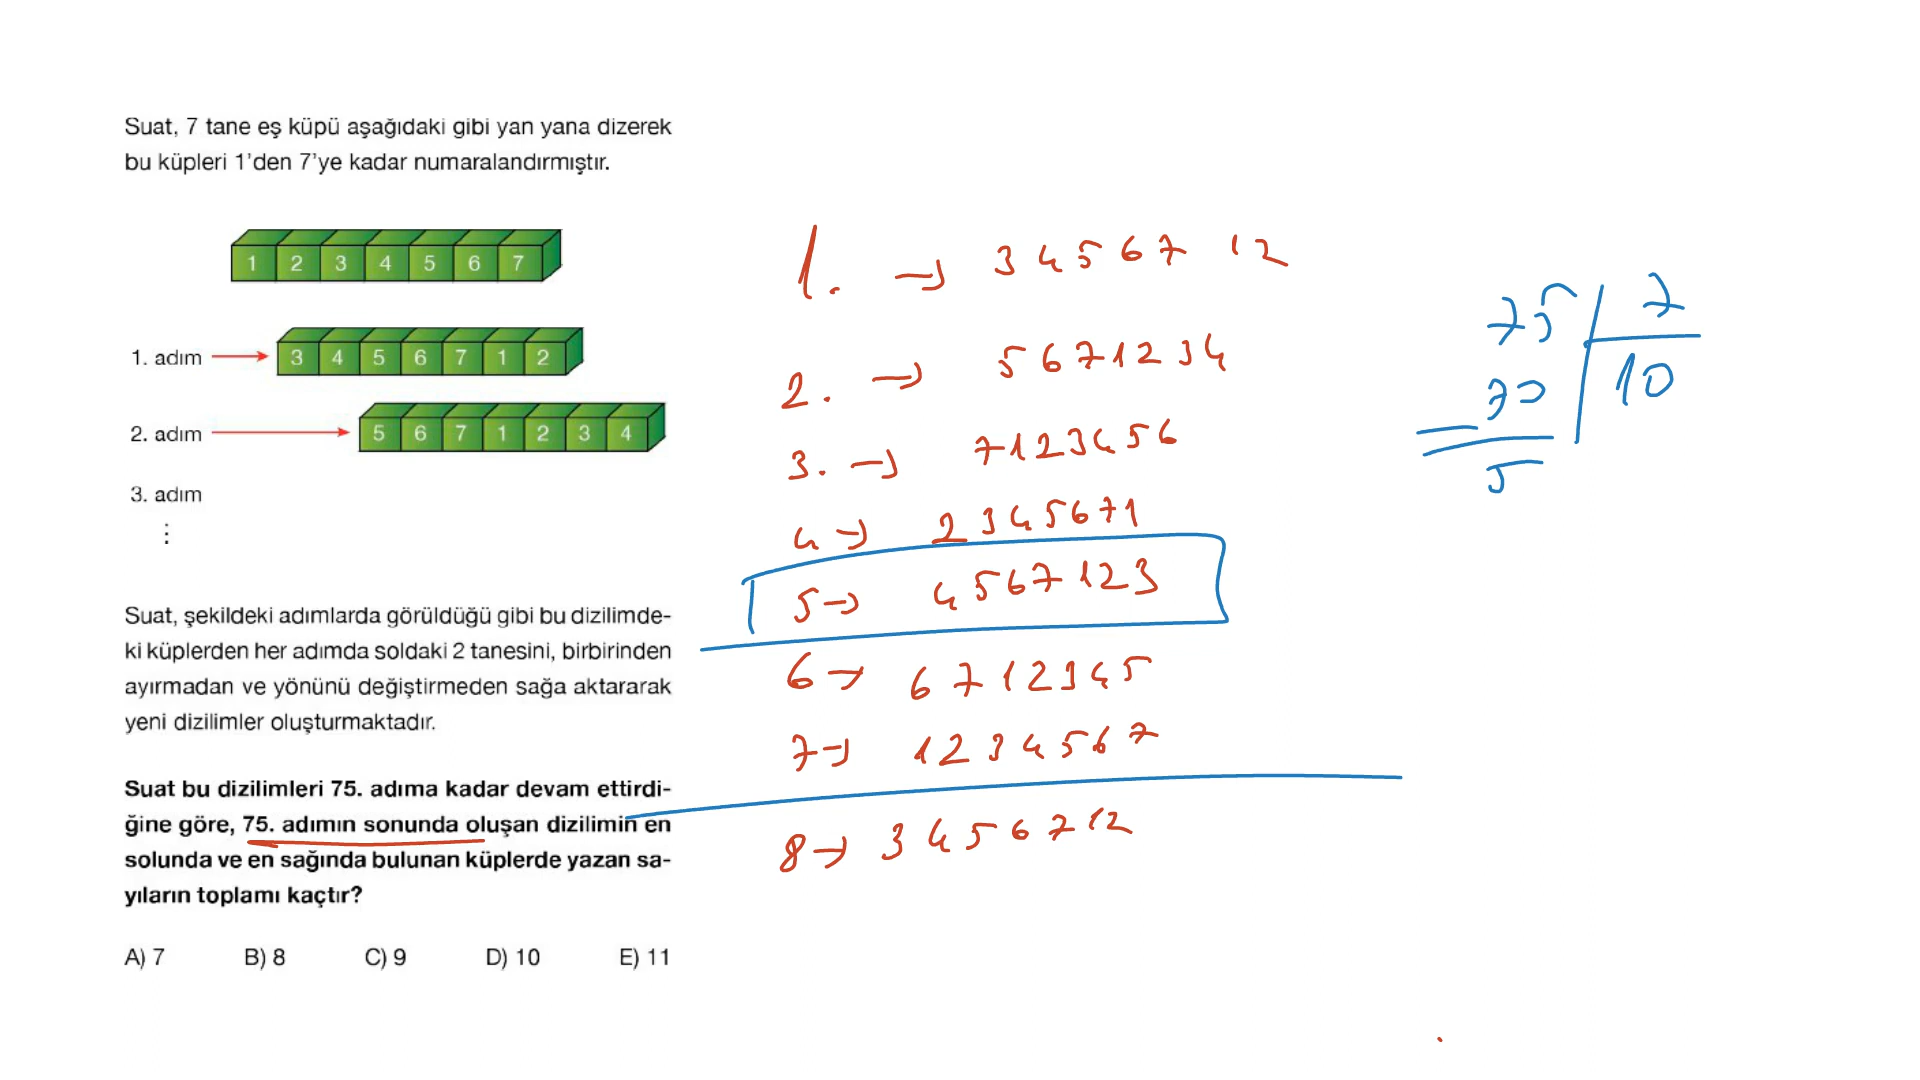 Suat, 7 tane eş küpü aşağıdaki gibi yan yana dizerek
bu küpleri 1'den 7'ye kadar numaralandırmıştır.
1 2 3 4 5 6 7
1. adım 3 4 5 6 7 1 2
2. adım 5 6 7 1 2 3 4
3. adım
⋮
Suat, şekildeki adımlarda görüldüğü gibi bu dizilimde-
ki küplerden her adımda soldaki 2 tanesini, birbirinden
ayırmadan ve yönünü değiştirmeden sağa aktararak
yeni dizilimler oluşturmaktadır.
Suat bu dizilimleri 75. adıma kadar devam ettirdi-
ğine göre, 75. adımın sonunda oluşan dizilimin en
solunda ve en sağında bulunan küplerde yazan sa-
yıların toplamı kaçtır?
A) 7 B) 8 C) 9 D) 10 E) 11
1. → 3 4 5 6 7 1 2
2. → 5 6 7 1 2 3 4
3. → 7 1 2 3 4 5 6
4 → 2 3 4 5 6 7 1
5 → 4 5 6 7 1 2 3
6 → 6 7 1 2 3 4 5
7 → 1 2 3 4 5 6 7
8 → 3 4 5 6 7 1 2
75 7
70 10
5